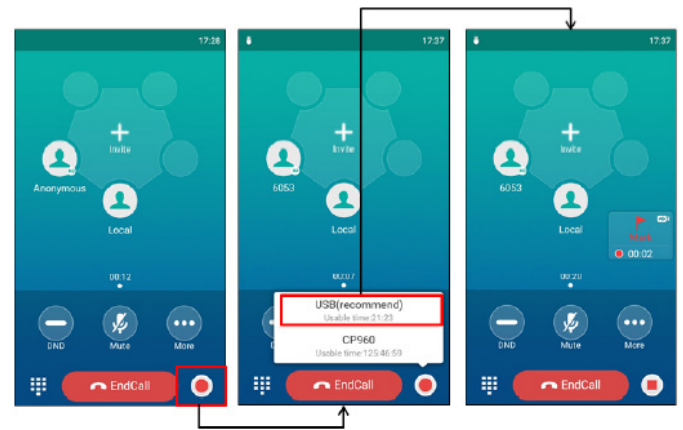 17:28
Invite
Anonymous
Local
00:12
DND
Mute
More
EndCall
17:37
Invite
6053
Local
00:07
USB(recommend)
Usable time:21:23
CP960
Usable time:125:46:59
EndCall
17:37
Invite
6053
Local
Mark
00:02
00:20
DND
Mute
More
EndCall